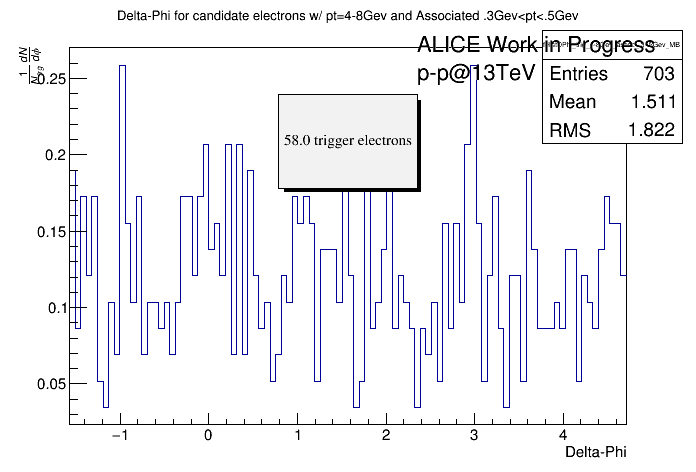 Delta-Phi for candidate electrons w/ pt=4-8Gev and Associated .3Gev<pt<.5Gev
ALICE Work in Progress
p-p@13TeV
Entries 703
Mean 1.511
RMS 1.822
58.0 trigger electrons
0.25
0.2
0.15
0.1
0.05
−1 0 1 2 3 4
Delta-Phi